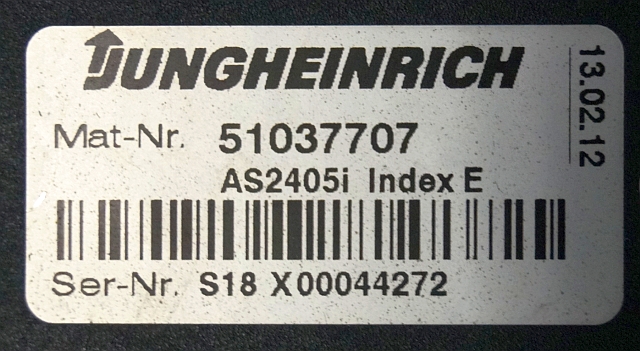 JUNGHEINRICH
13.02.12
Mat-Nr. 51037707
AS2405i Index E
Ser-Nr. S18 X00044272